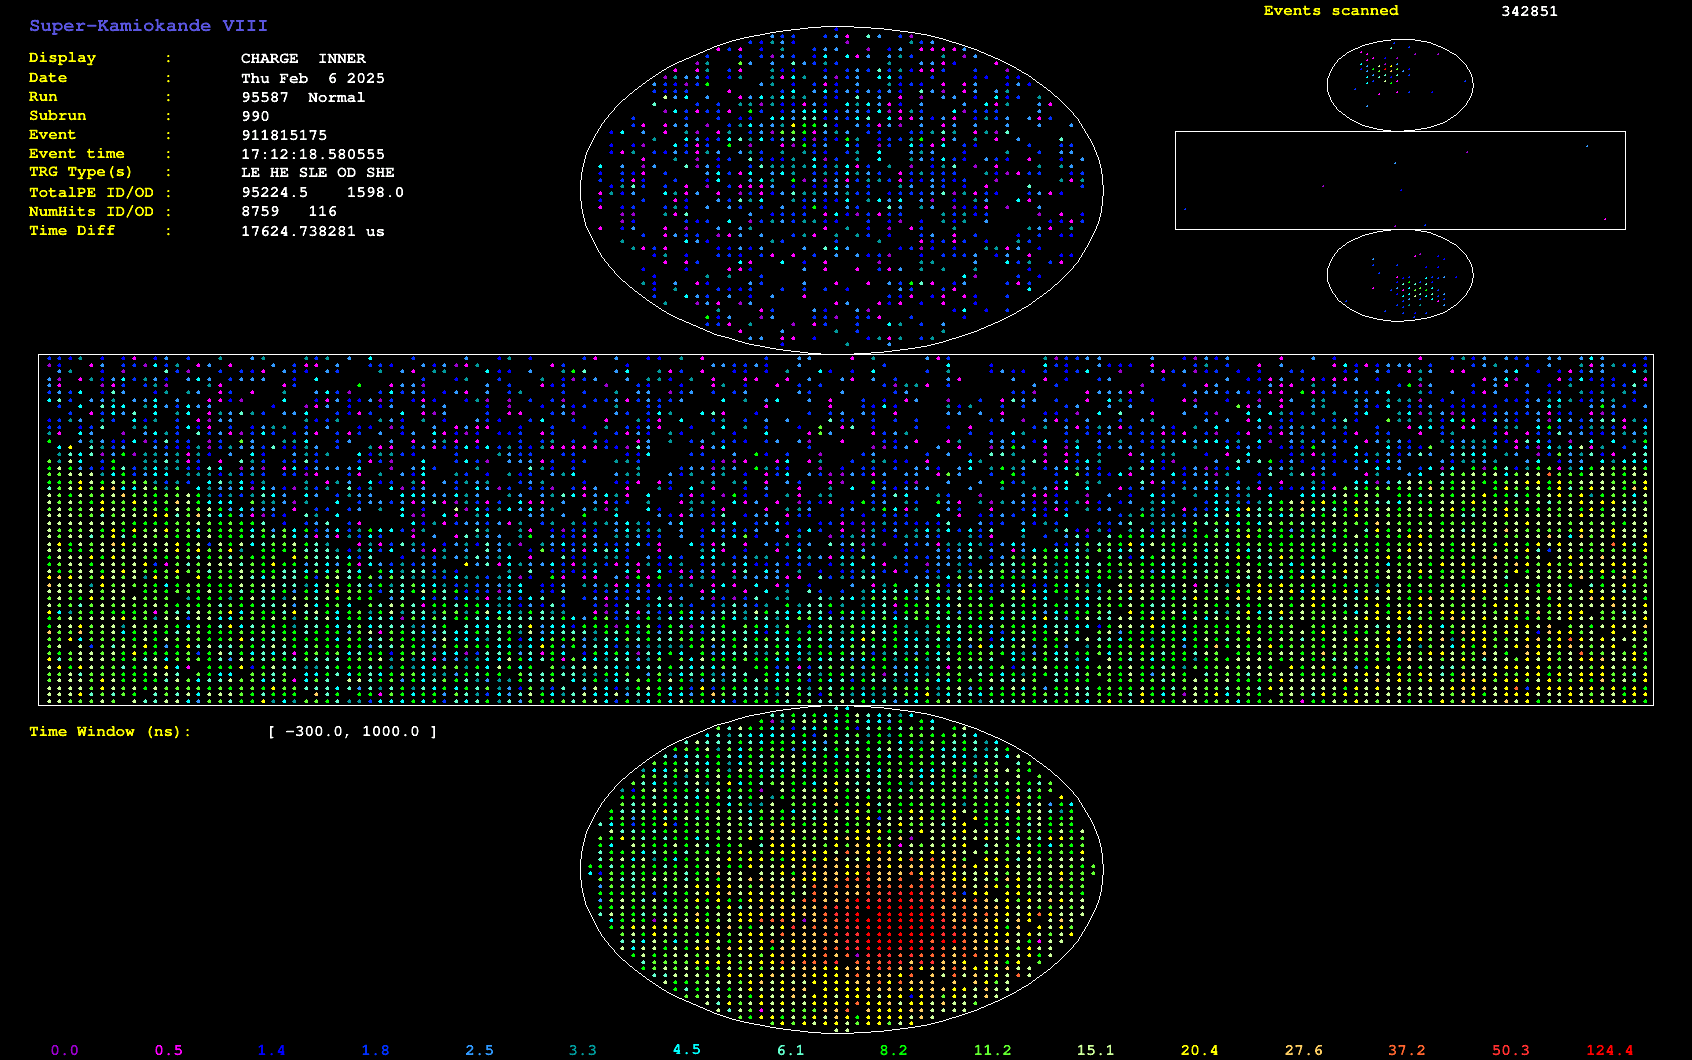 Super-Kamiokande VIII
Display : CHARGE INNER
Date : Thu Feb 6 2025
Run : 95587 Normal
Subrun : 990
Event : 911815175
Event time : 17:12:18.580555
TRG Type(s) : LE HE SLE OD SHE
TotalPE ID/OD : 95224.5 1598.0
NumHits ID/OD : 8759 116
Time Diff : 17624.738281 us
Events scanned 342851
Time Window (ns): [ -300.0, 1000.0 ]
0.0 0.5 1.4 1.8 2.5 3.3 4.5 6.1 8.2 11.2 15.1 20.4 27.6 37.2 50.3 124.4